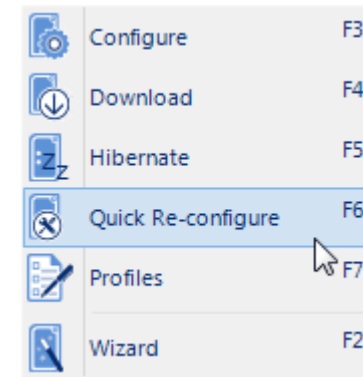 Configure F3
Download F4
Hibernate F5
Quick Re-configure F6
Profiles F7
Wizard F2